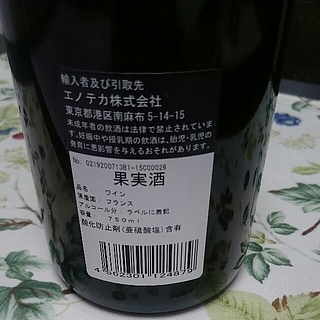 輸入者及び引取先
エノテカ株式会社
東京都港区南麻布 5-14-15
未成年者の飲酒は法律で禁止されています。
妊娠中や授乳期の飲酒は、胎児・乳児の
発育に悪影響を与えるおそれがあります。
No. 0219200713B1-15C00026
果実酒
品名 : ワイン
原産国 : フランス
アルコール分 : ラベルに表記
容量 : 750ml
酸化防止剤(亜硫酸塩)含有
4562301124879